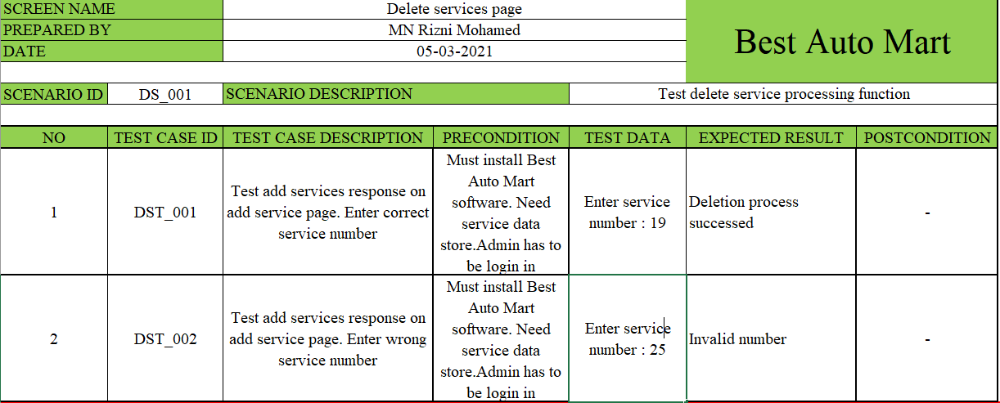 SCREEN NAME Delete services page
PREPARED BY MN Rizni Mohamed
DATE 05-03-2021
Best Auto Mart
SCENARIO ID DS_001 SCENARIO DESCRIPTION Test delete service processing function
NO TEST CASE ID TEST CASE DESCRIPTION PRECONDITION TEST DATA EXPECTED RESULT POSTCONDITION
1
DST_001
Test add services response on
add service page. Enter correct
service number
Must install Best
Auto Mart
software. Need
service data
store.Admin has to
be login in
Enter service
number : 19
Deletion process
successed
-
2
DST_002
Test add services response on
add service page. Enter wrong
service number
Must install Best
Auto Mart
software. Need
service data
store.Admin has to
be login in
Enter service
number : 25
Invalid number
-